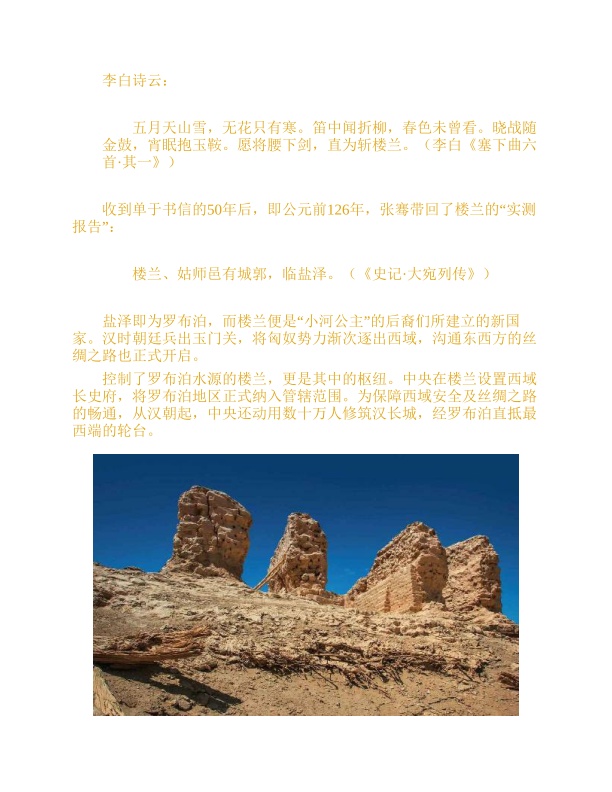 李白诗云：
五月天山雪，无花只有寒。笛中闻折柳，春色未曾看。晓战随
金鼓，宵眠抱玉鞍。愿将腰下剑，直为斩楼兰。（李白《塞下曲六
首·其一》）
收到单于书信的50年后，即公元前126年，张骞带回了楼兰的“实测
报告”：
楼兰、姑师邑有城郭，临盐泽。（《史记·大宛列传》）
盐泽即为罗布泊，而楼兰便是“小河公主”的后裔们所建立的新国
家。汉时朝廷兵出玉门关，将匈奴势力渐次逐出西域，沟通东西方的丝
绸之路也正式开启。
控制了罗布泊水源的楼兰，更是其中的枢纽。中央在楼兰设置西域
长史府，将罗布泊地区正式纳入管辖范围。为保障西域安全及丝绸之路
的畅通，从汉朝起，中央还动用数十万人修筑汉长城，经罗布泊直抵最
西端的轮台。